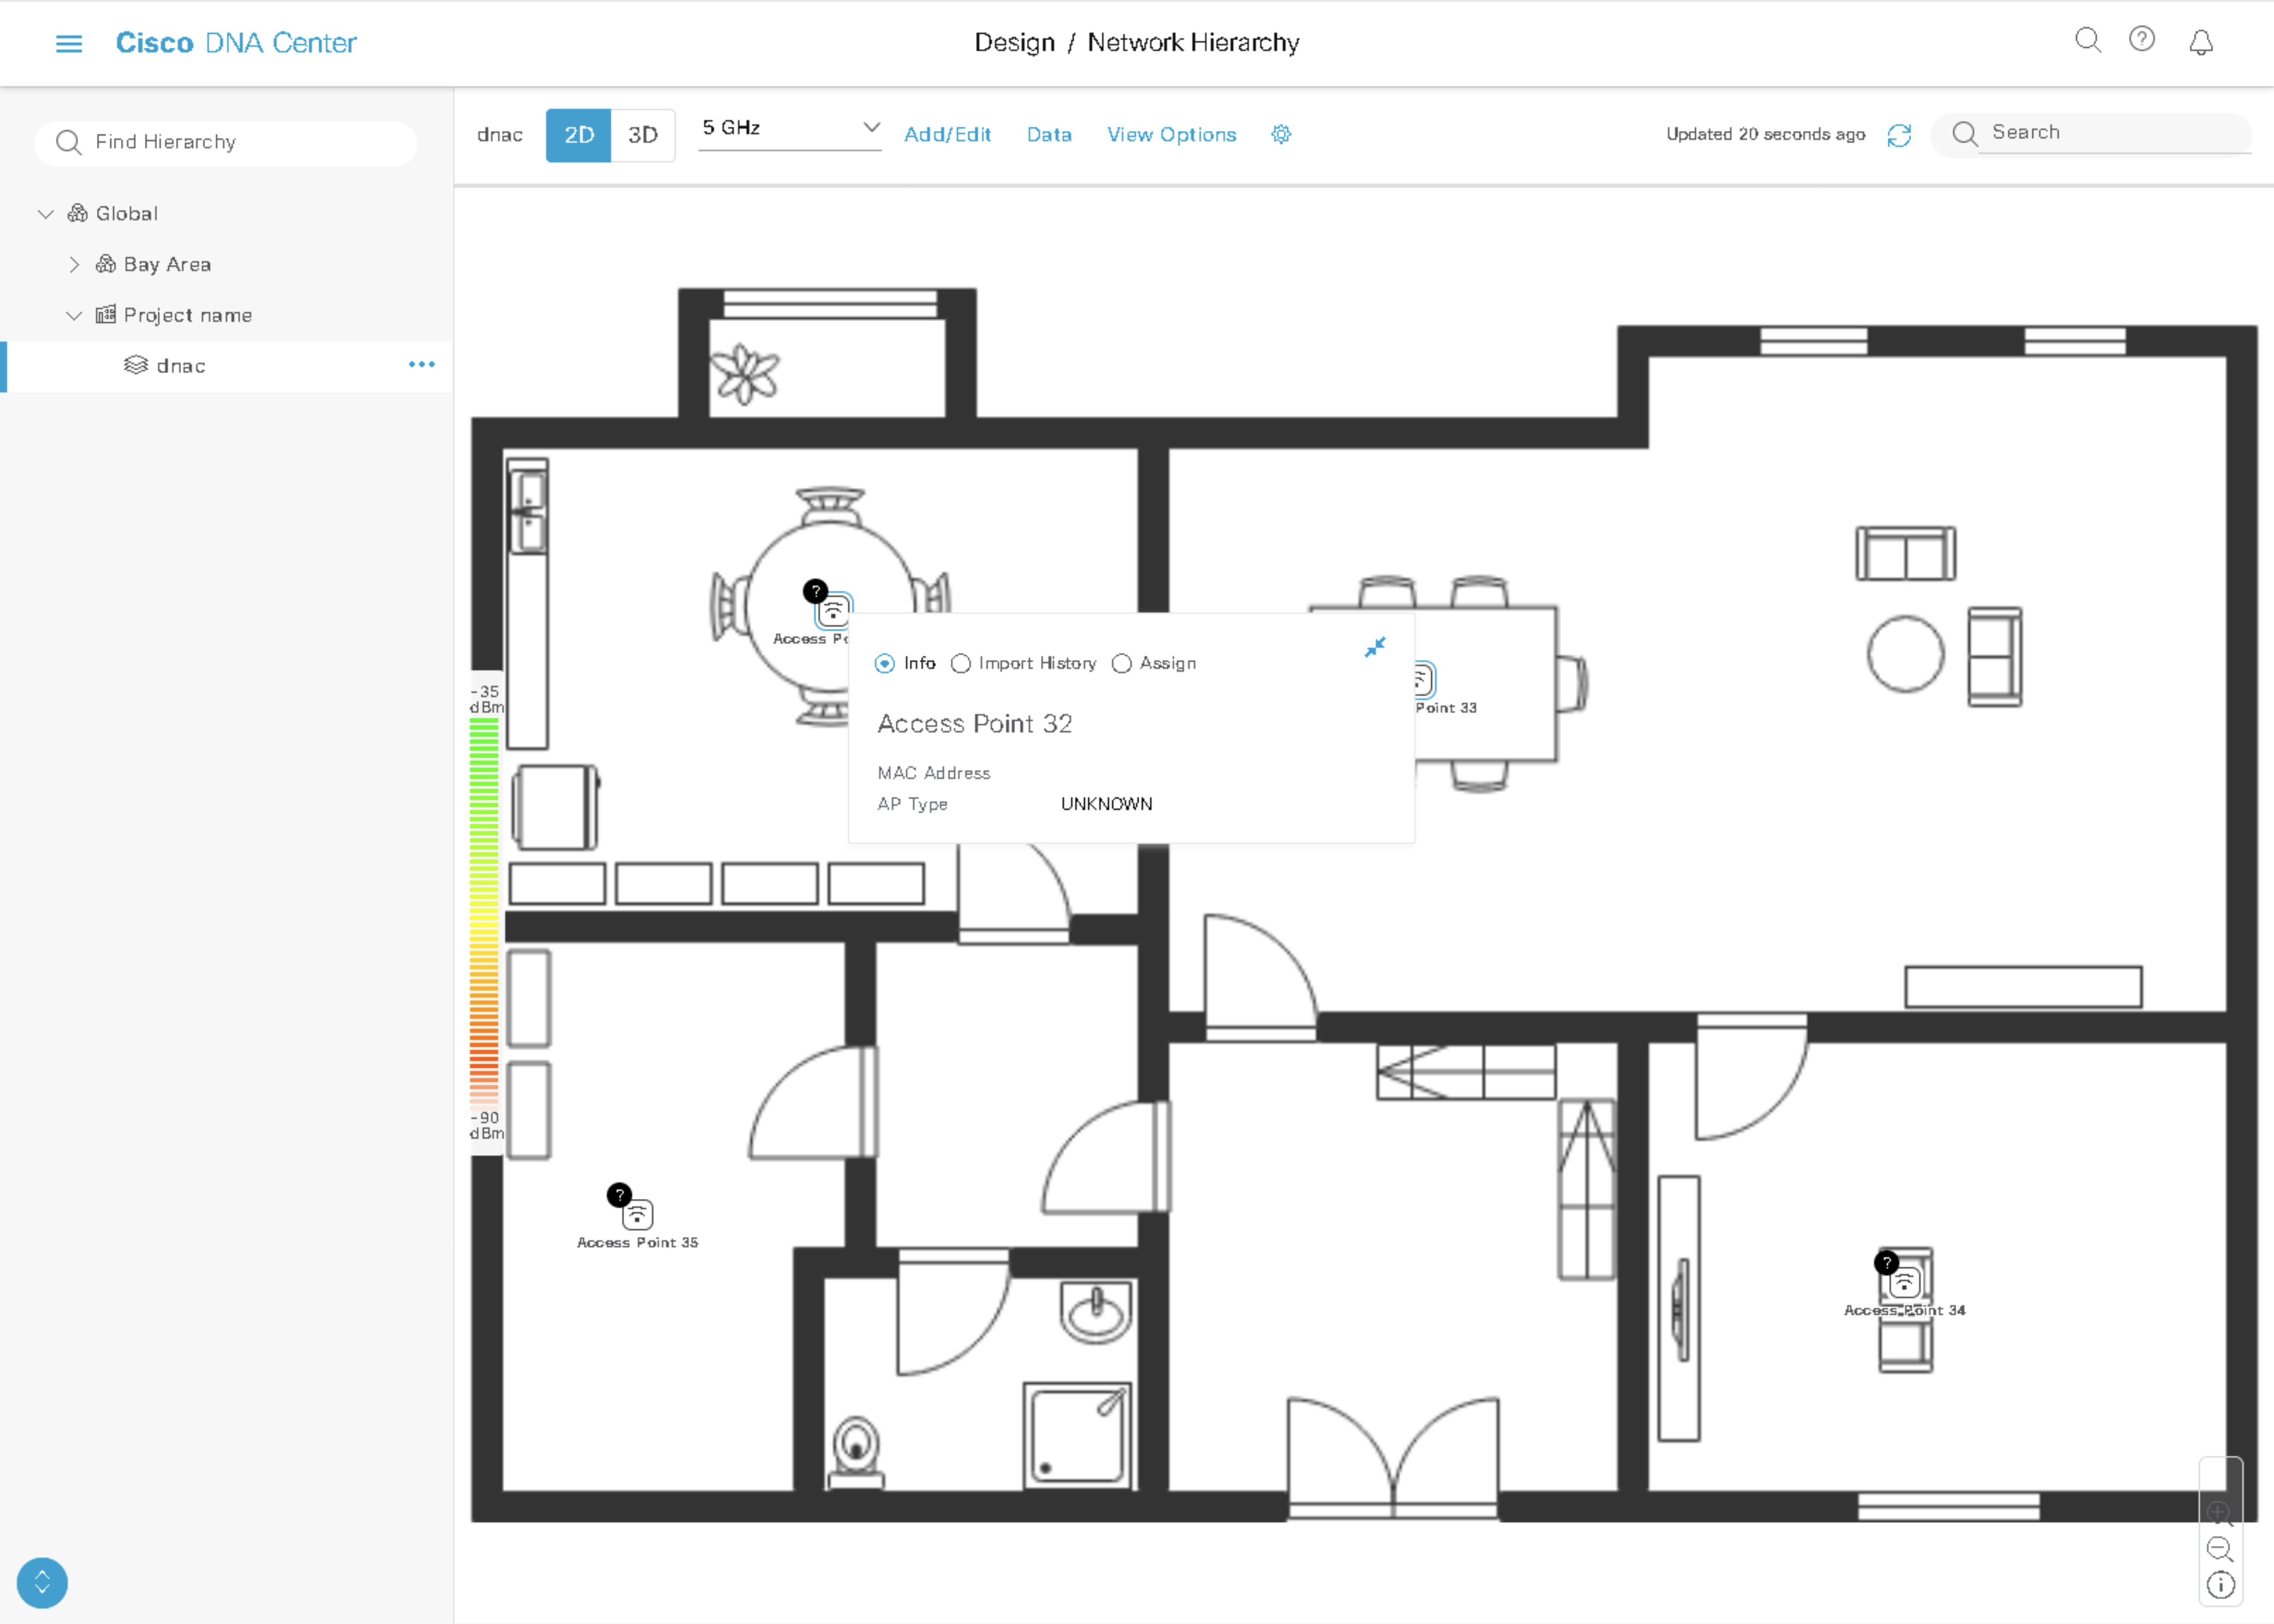 Cisco DNA Center
Design / Network Hierarchy
Find Hierarchy
dnac
2D
3D
5 GHz
Add/Edit
Data
View Options
Updated 20 seconds ago
Search
Global
Bay Area
Project name
dnac
?
Access Po
Info
Import History
Assign
Access Point 32
MAC Address
AP Type UNKNOWN
Point 33
-35
dBm
-90
dBm
?
Access Point 35
?
Access Point 34